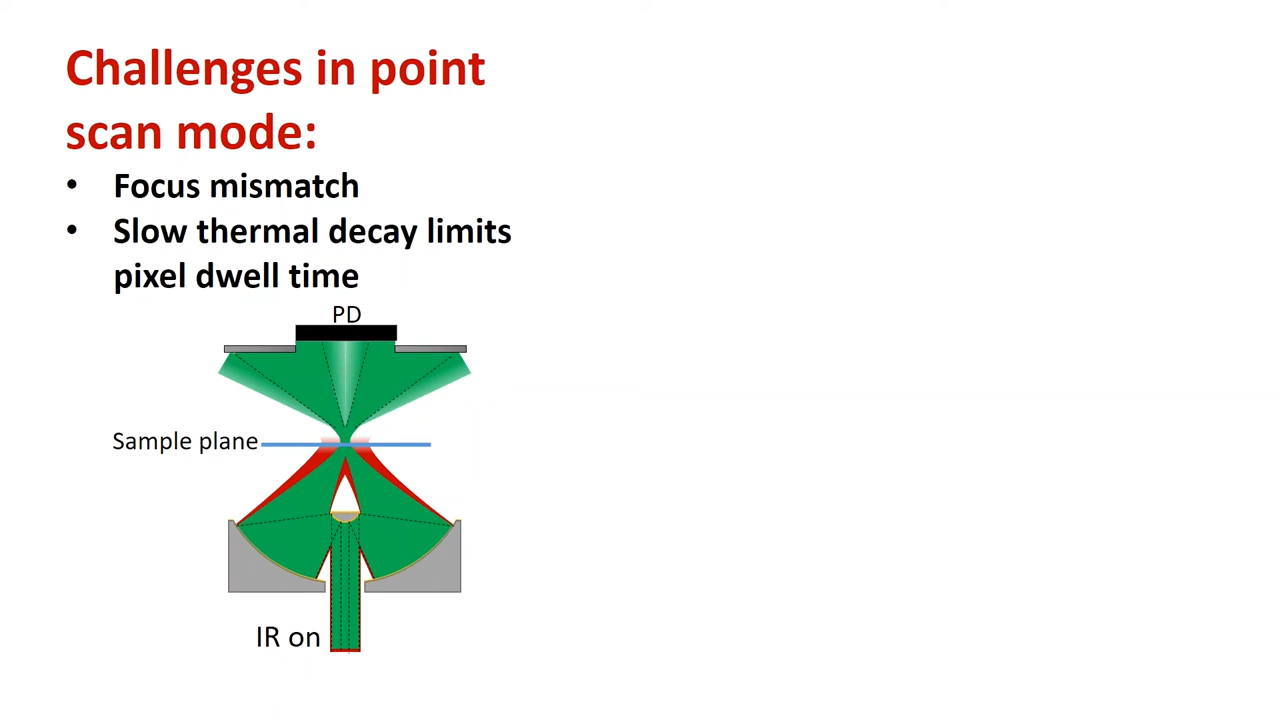 Challenges in point
scan mode:
• Focus mismatch
• Slow thermal decay limits
pixel dwell time
PD
Sample plane
IR on